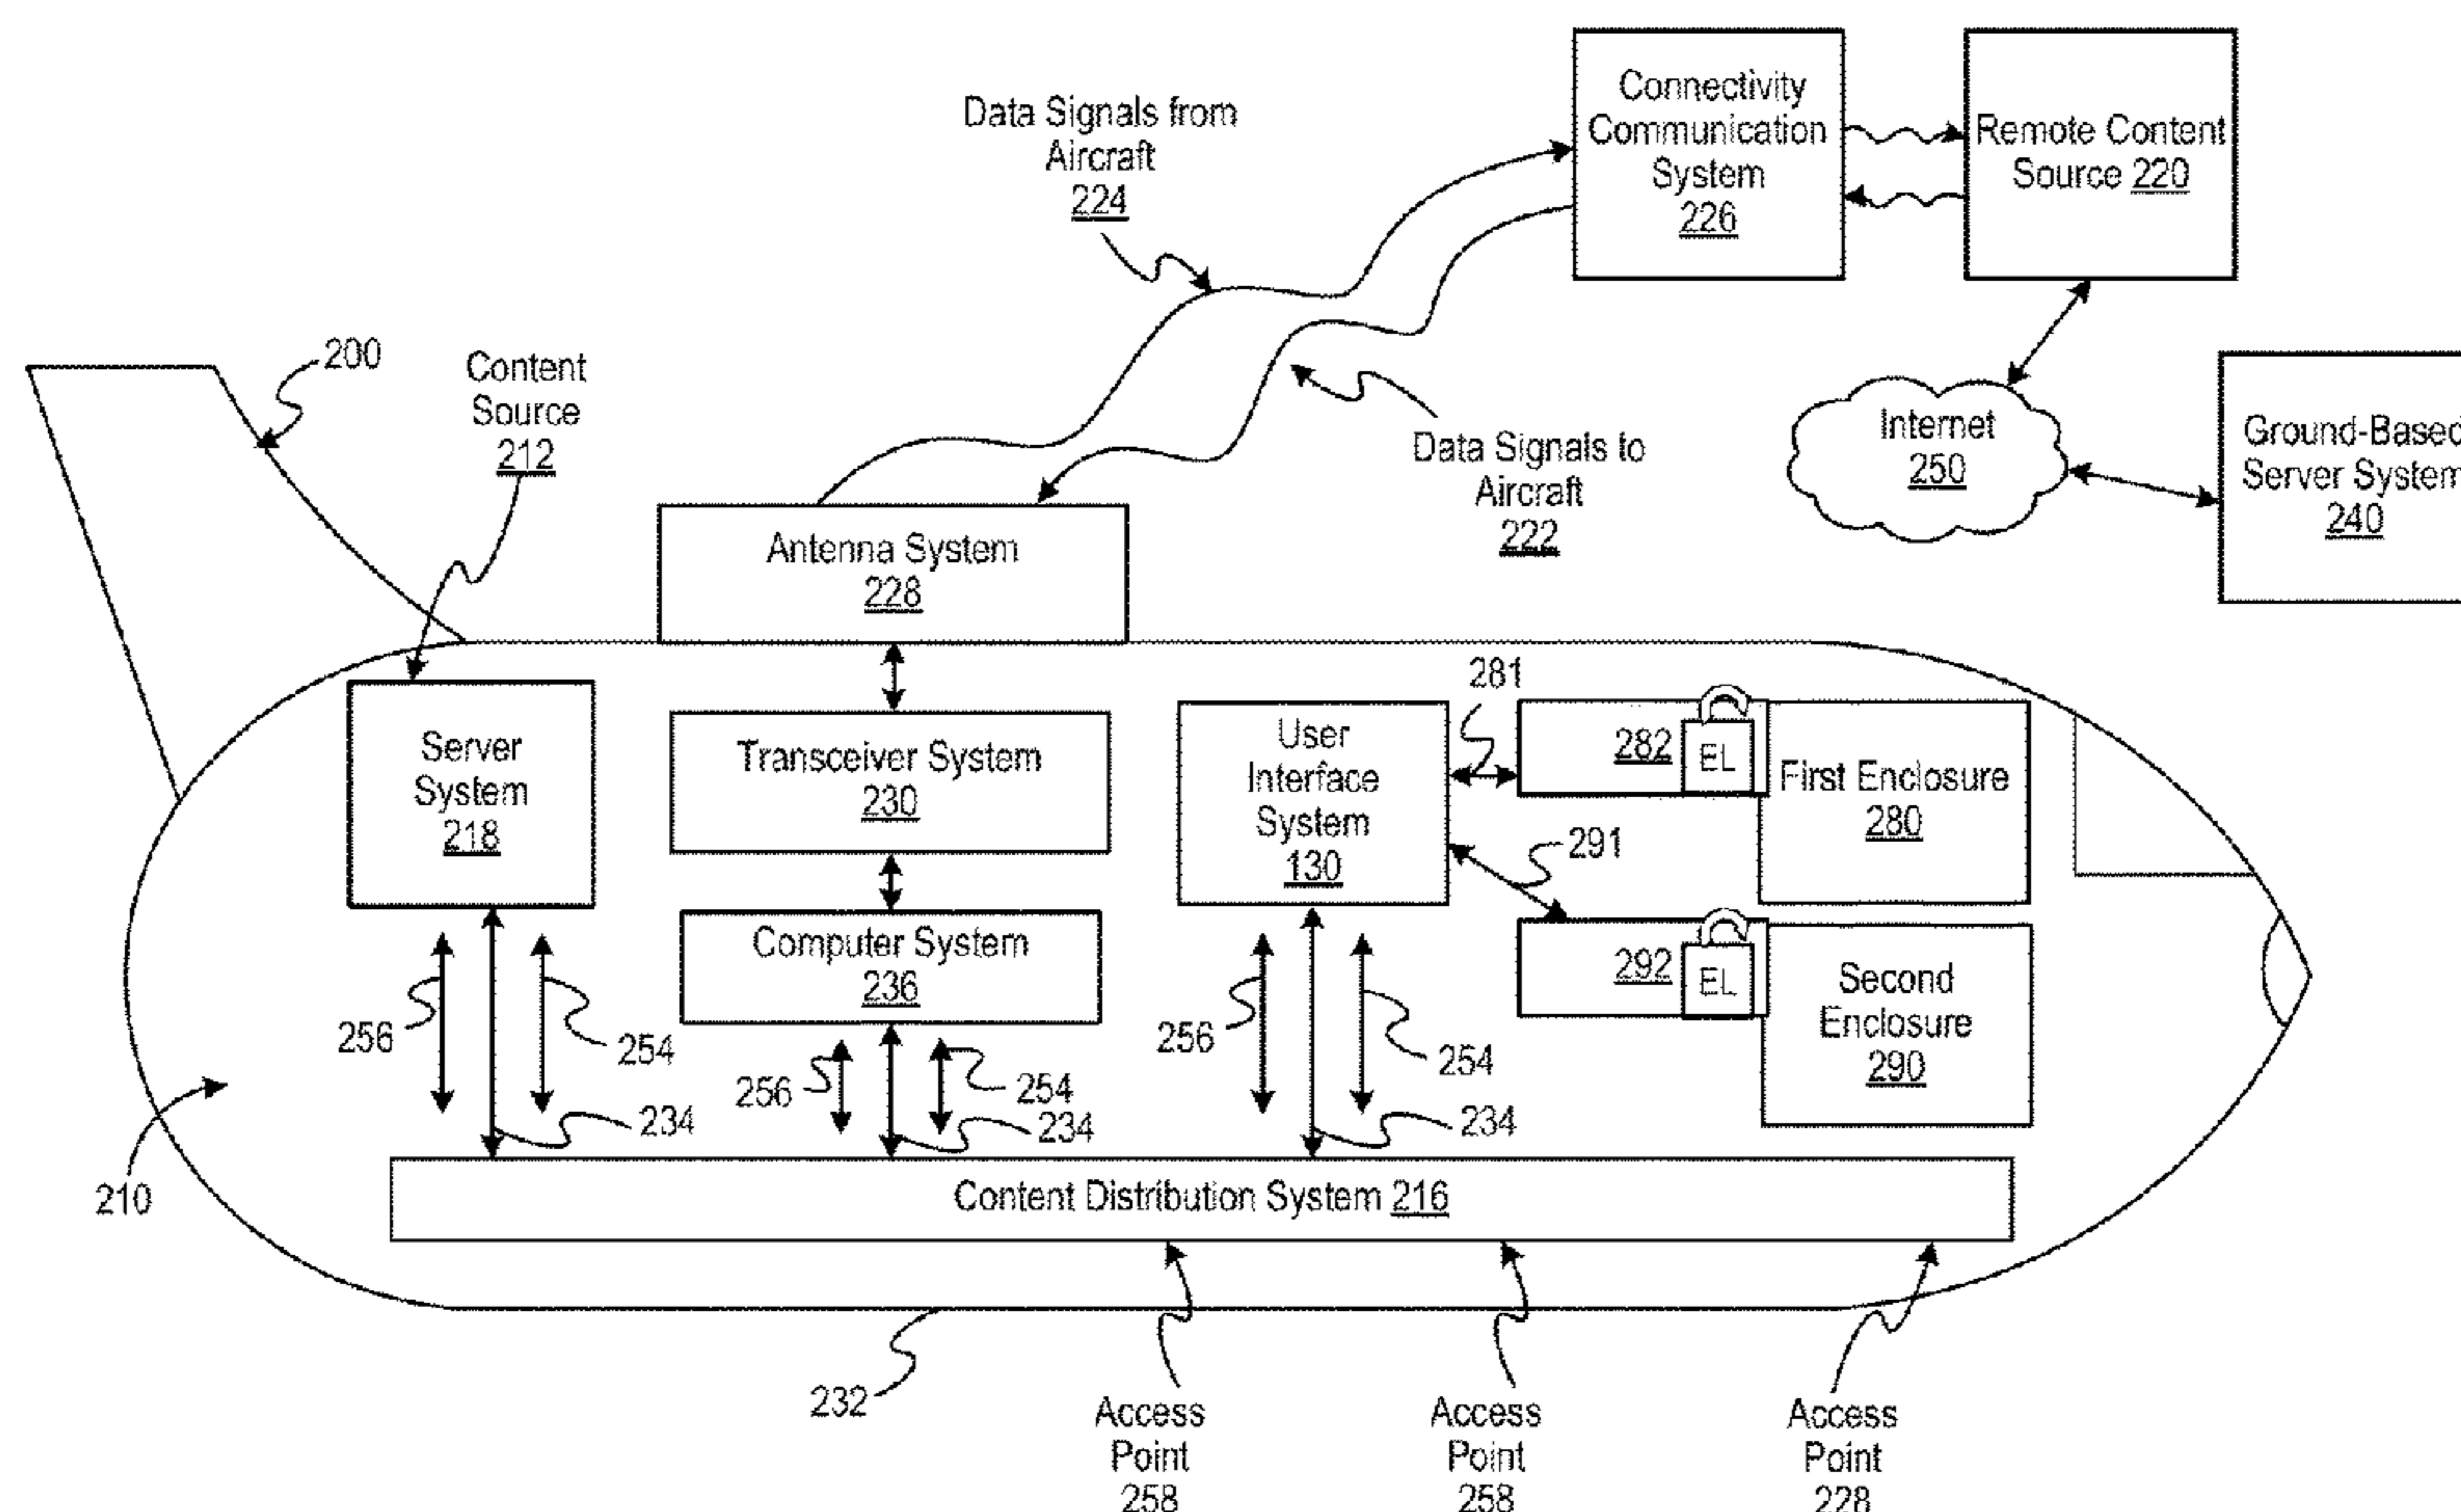 Data Signals from
Aircraft
224
Connectivity
Communication
System
226
Remote Content
Source 220
200
Content
Source
212
Internet
250
Ground-Based
Server System
240
Data Signals to
Aircraft
222
Antenna System
228
281
Server
System
218
Transceiver System
230
User
Interface
System
130
282
EL
First Enclosure
280
291
Computer System
236
292
EL
Second
Enclosure
290
256
254
256
254
256
254
234
234
234
210
Content Distribution System 216
232
Access
Point
258
Access
Point
258
Access
Point
228